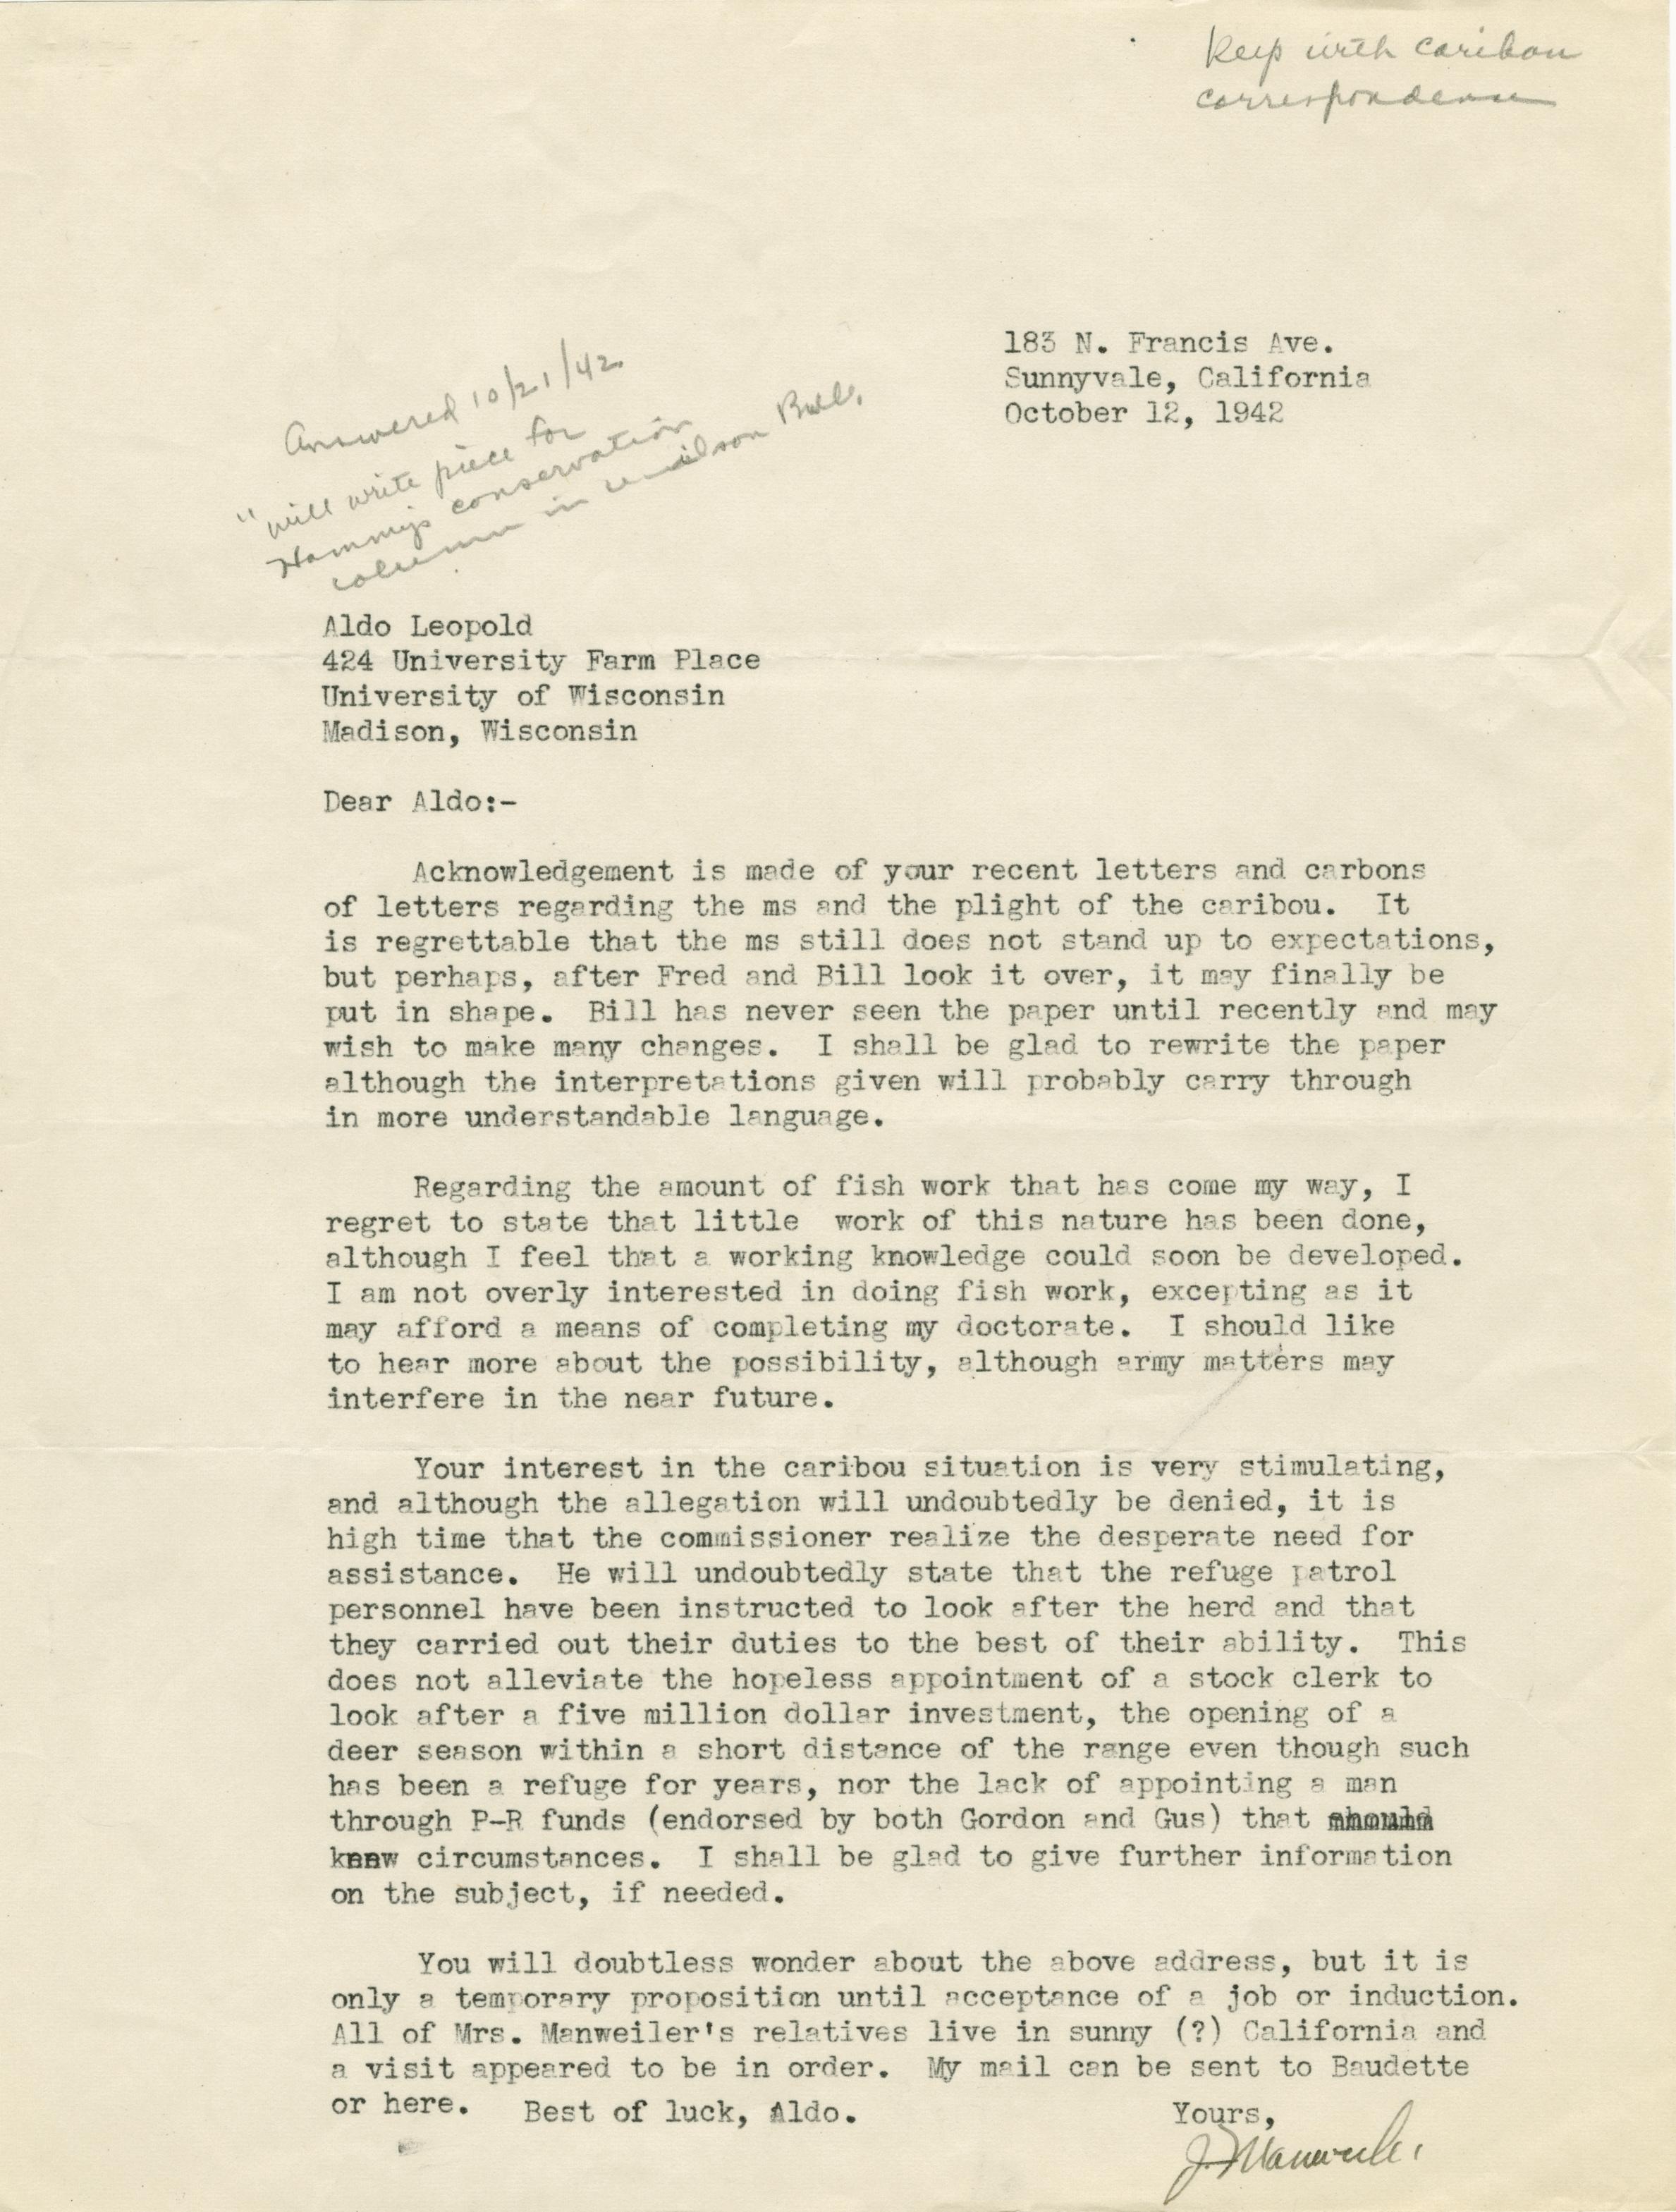 Keep with caribou
correspondence
183 N. Francis Ave.
Sunnyvale, California
October 12, 1942
Answered 10/21/42
"will write piece for
Hammy's conservation
column in Wilson Bull.
Aldo Leopold
424 University Farm Place
University of Wisconsin
Madison, Wisconsin
Dear Aldo:-
Acknowledgement is made of your recent letters and carbons
of letters regarding the ms and the plight of the caribou. It
is regrettable that the ms still does not stand up to expectations,
but perhaps, after Fred and Bill look it over, it may finally be
put in shape. Bill has never seen the paper until recently and may
wish to make many changes. I shall be glad to rewrite the paper
although the interpretations given will probably carry through
in more understandable language.
Regarding the amount of fish work that has come my way, I
regret to state that little work of this nature has been done,
although I feel that a working knowledge could soon be developed.
I am not overly interested in doing fish work, excepting as it
may afford a means of completing my doctorate. I should like
to hear more about the possibility, although army matters may
interfere in the near future.
Your interest in the caribou situation is very stimulating,
and although the allegation will undoubtedly be denied, it is
high time that the commissioner realize the desperate need for
assistance. He will undoubtedly state that the refuge patrol
personnel have been instructed to look after the herd and that
they carried out their duties to the best of their ability. This
does not alleviate the hopeless appointment of a stock clerk to
look after a five million dollar investment, the opening of a
deer season within a short distance of the range even though such
has been a refuge for years, nor the lack of appointing a man
through P-R funds (endorsed by both Gordon and Gus) that
circumstances. I shall be glad to give further information
on the subject, if needed.
You will doubtless wonder about the above address, but it is
only a temporary proposition until acceptance of a job or induction.
All of Mrs. Manweiler's relatives live in sunny (?) California and
a visit appeared to be in order. My mail can be sent to Baudette
or here. Best of luck, Aldo.
Yours,
J. Manweiler